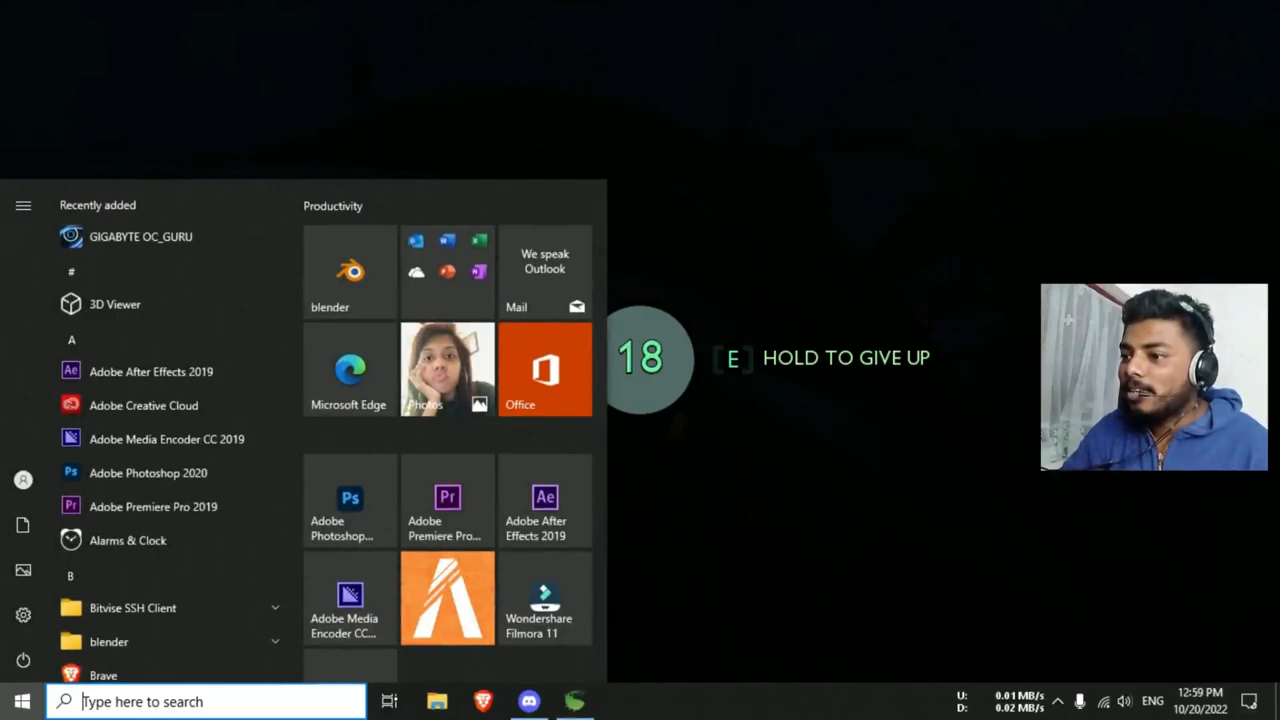 Recently added
GIGABYTE OC_GURU
#
3D Viewer
A
Adobe After Effects 2019
Adobe Creative Cloud
Adobe Media Encoder CC 2019
Adobe Photoshop 2020
Adobe Premiere Pro 2019
Alarms & Clock
B
Bitvise SSH Client
blender
Brave
Productivity
blender
We speak
Outlook
Mail
Microsoft Edge
Photos
Office
Ps
Adobe
Photoshop...
Pr
Adobe
Premiere Pro...
Ae
Adobe After
Effects 2019
Adobe Media
Encoder CC...
Wondershare
Filmora 11
18 [ E ] HOLD TO GIVE UP
Type here to search
U: 0.01 MB/s
D: 0.02 MB/s
ENG
12:59 PM
10/20/2022